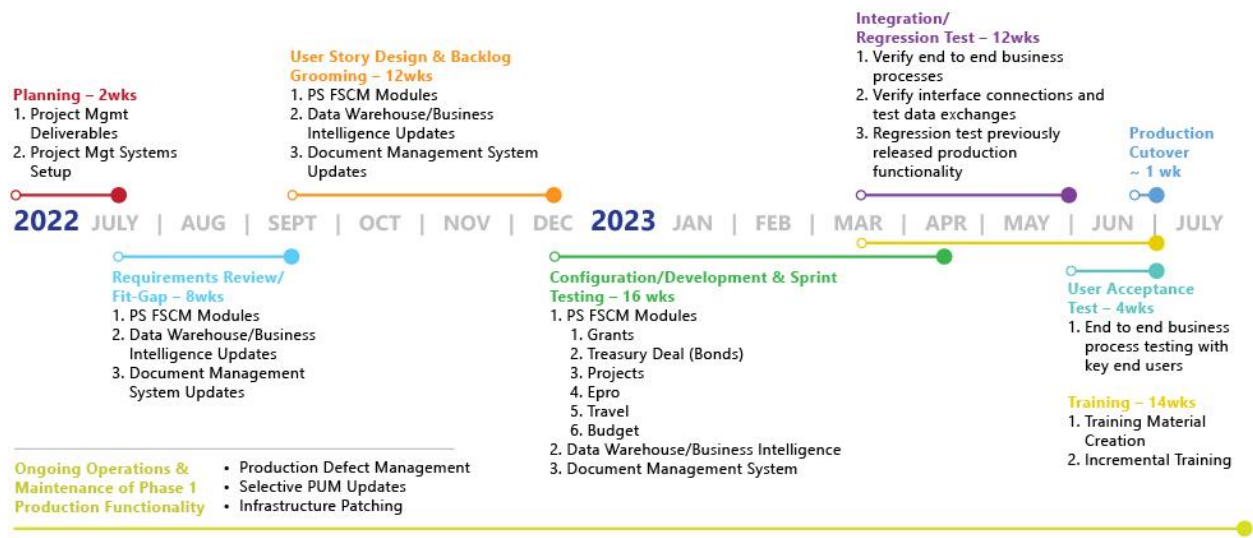 Planning – 2wks
1. Project Mgmt
Deliverables
2. Project Mgt Systems
Setup
User Story Design & Backlog
Grooming – 12wks
1. PS FSCM Modules
2. Data Warehouse/Business
Intelligence Updates
3. Document Management System
Updates
Integration/
Regression Test – 12wks
1. Verify end to end business
processes
2. Verify interface connections and
test data exchanges
3. Regression test previously
released production
functionality
Production
Cutover
~ 1 wk
2022 JULY | AUG | SEPT | OCT | NOV | DEC 2023 JAN | FEB | MAR | APR | MAY | JUN | JULY
Requirements Review/
Fit-Gap – 8wks
1. PS FSCM Modules
2. Data Warehouse/Business
Intelligence Updates
3. Document Management
System Updates
Configuration/Development & Sprint
Testing – 16 wks
1. PS FSCM Modules
1. Grants
2. Treasury Deal (Bonds)
3. Projects
4. Epro
5. Travel
6. Budget
2. Data Warehouse/Business Intelligence
3. Document Management System
User Acceptance
Test – 4wks
1. End to end business
process testing with
key end users
Training – 14wks
1. Training Material
Creation
2. Incremental Training
Ongoing Operations &
Maintenance of Phase 1
Production Functionality
• Production Defect Management
• Selective PUM Updates
• Infrastructure Patching